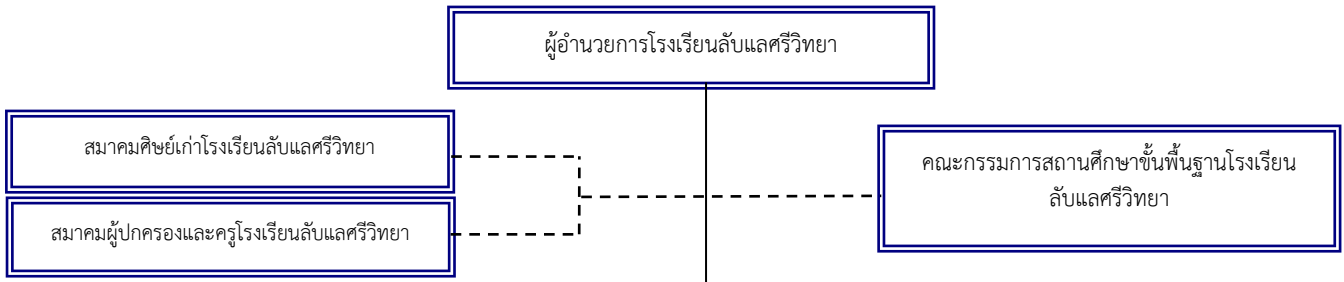 ผู้อำนวยการโรงเรียนลับแลศรีวิทยา
สมาคมศิษย์เก่าโรงเรียนลับแลศรีวิทยา
สมาคมผู้ปกครองและครูโรงเรียนลับแลศรีวิทยา
คณะกรรมการสถานศึกษาขั้นพื้นฐานโรงเรียน
ลับแลศรีวิทยา